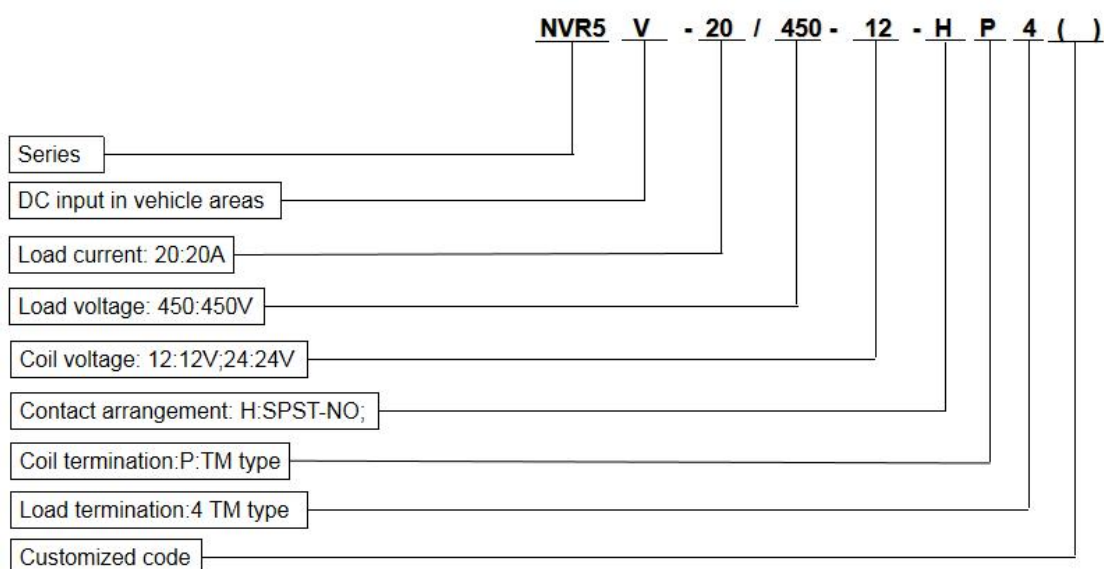 NVR5 V - 20 / 450 - 12 - H P 4 ( )
Series
DC input in vehicle areas
Load current: 20:20A
Load voltage: 450:450V
Coil voltage: 12:12V;24:24V
Contact arrangement: H:SPST-NO;
Coil termination:P:TM type
Load termination:4 TM type
Customized code